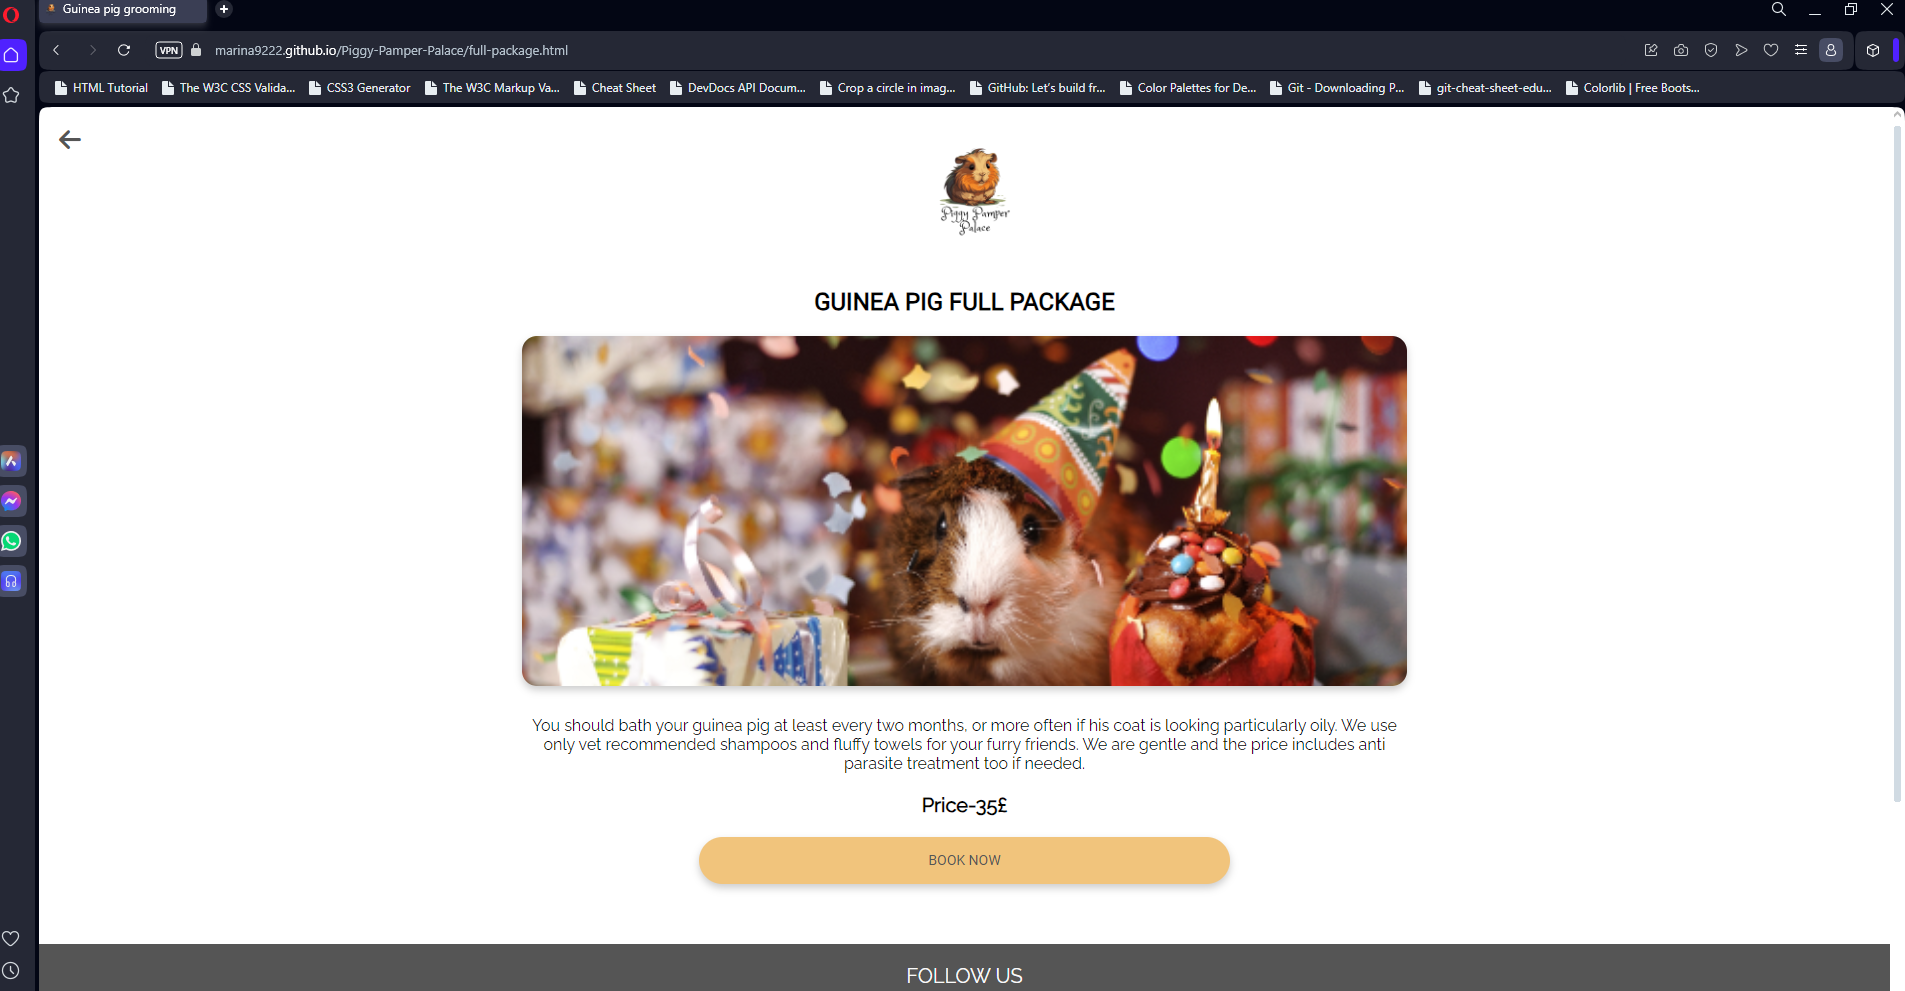 Guinea pig grooming
VPN
marina9222.github.io/Piggy-Pamper-Palace/full-package.html
HTML Tutorial
The W3C CSS Valida...
CSS3 Generator
The W3C Markup Va...
Cheat Sheet
DevDocs API Docum...
Crop a circle in imag...
GitHub: Let's build fr...
Color Palettes for De...
Git - Downloading P...
git-cheat-sheet-edu...
Colorlib | Free Boots...
Piggy Pamper
Palace
GUINEA PIG FULL PACKAGE
You should bath your guinea pig at least every two months, or more often if his coat is looking particularly oily. We use
only vet recommended shampoos and fluffy towels for your furry friends. We are gentle and the price includes anti
parasite treatment too if needed.
Price-35£
BOOK NOW
FOLLOW US